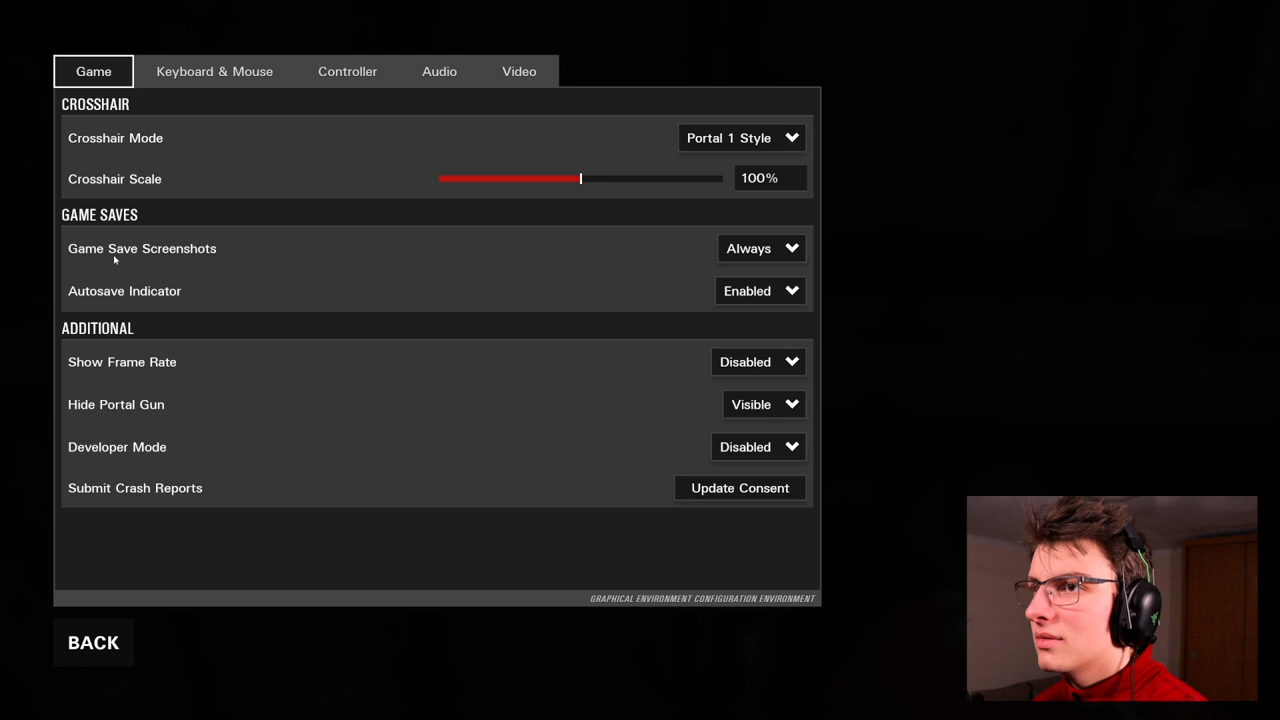 Game Keyboard & Mouse Controller Audio Video
CROSSHAIR
Crosshair Mode Portal 1 Style
Crosshair Scale 100%
GAME SAVES
Game Save Screenshots Always
Autosave Indicator Enabled
ADDITIONAL
Show Frame Rate Disabled
Hide Portal Gun Visible
Developer Mode Disabled
Submit Crash Reports Update Consent
GRAPHICAL ENVIRONMENT CONFIGURATION ENVIRONMENT
BACK